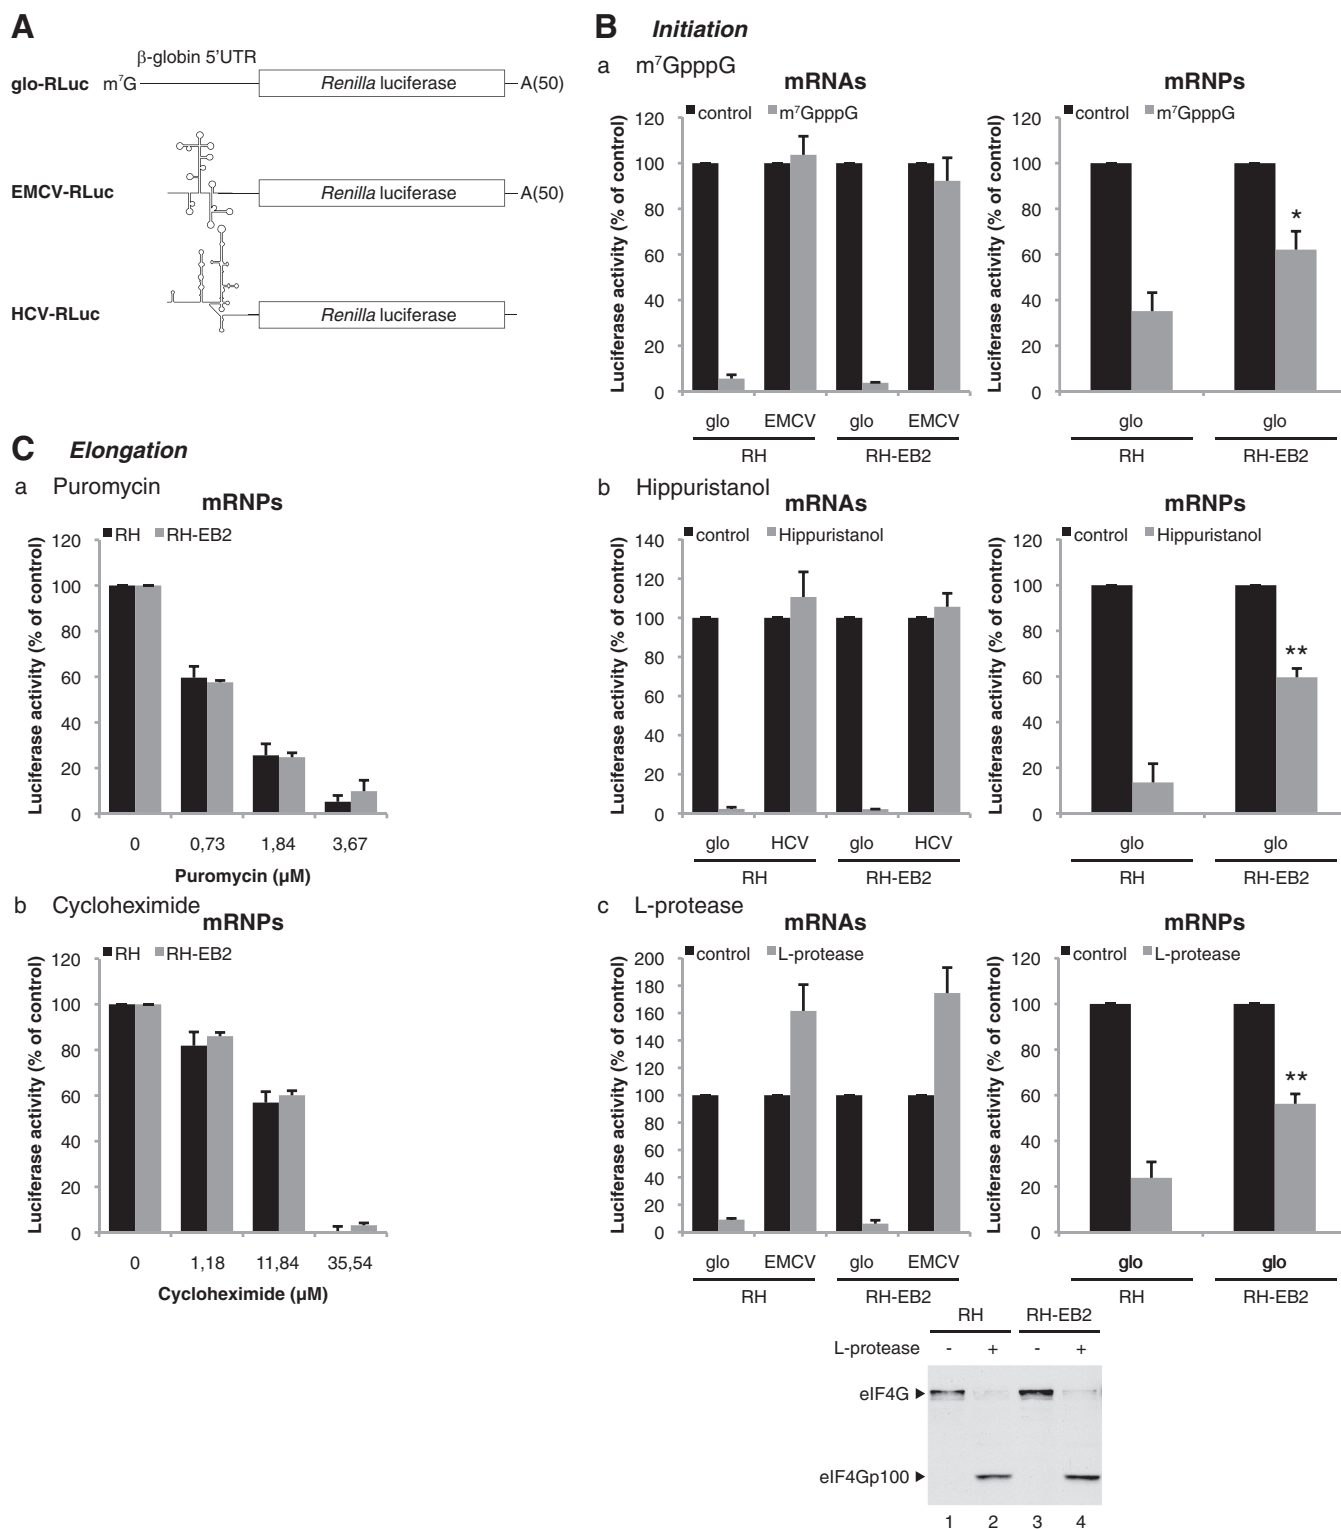 A
β-globin 5'UTR
glo-RLuc m⁷G Renilla luciferase A(50)
EMCV-RLuc Renilla luciferase A(50)
HCV-RLuc Renilla luciferase
B Initiation
a m⁷GpppG
mRNAs
control m⁷GpppG
Luciferase activity (% of control)
120
100
80
60
40
20
0
glo EMCV glo EMCV
RH RH-EB2
mRNPs
control m⁷GpppG
Luciferase activity (% of control)
120
100
80
60
40
20
0
*
glo glo
RH RH-EB2
b Hippuristanol
mRNAs
control Hippuristanol
Luciferase activity (% of control)
140
120
100
80
60
40
20
0
glo HCV glo HCV
RH RH-EB2
mRNPs
control Hippuristanol
Luciferase activity (% of control)
120
100
80
60
40
20
0
**
glo glo
RH RH-EB2
c L-protease
mRNAs
control L-protease
Luciferase activity (% of control)
200
180
160
140
120
100
80
60
40
20
0
glo EMCV glo EMCV
RH RH-EB2
mRNPs
control L-protease
Luciferase activity (% of control)
120
100
80
60
40
20
0
**
glo glo
RH RH-EB2
RH RH-EB2
L-protease - + - +
eIF4G
eIF4Gp100
1 2 3 4
C Elongation
a Puromycin
mRNPs
RH RH-EB2
Luciferase activity (% of control)
120
100
80
60
40
20
0
0 0,73 1,84 3,67
Puromycin (µM)
b Cycloheximide
mRNPs
RH RH-EB2
Luciferase activity (% of control)
120
100
80
60
40
20
0
0 1,18 11,84 35,54
Cycloheximide (µM)